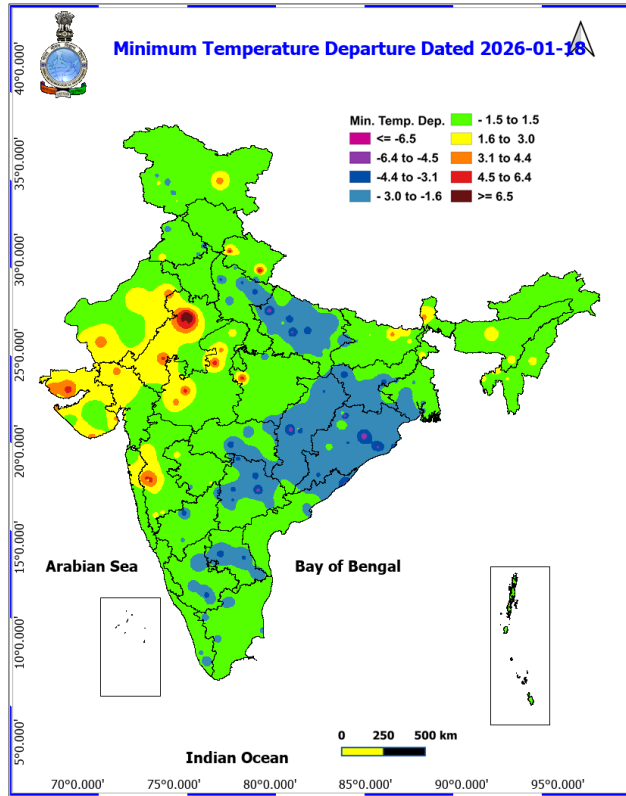 Minimum Temperature Departure Dated 2026-01-18
Min. Temp. Dep.
<= -6.5
-6.4 to -4.5
-4.4 to -3.1
- 3.0 to -1.6
- 1.5 to 1.5
1.6 to 3.0
3.1 to 4.4
4.5 to 6.4
>= 6.5
40°0.000'
35°0.000'
30°0.000'
25°0.000'
20°0.000'
15°0.000'
10°0.000'
5°0.000'
Arabian Sea
Bay of Bengal
0 250 500 km
Indian Ocean
70°0.000' 75°0.000' 80°0.000' 85°0.000' 90°0.000' 95°0.000'